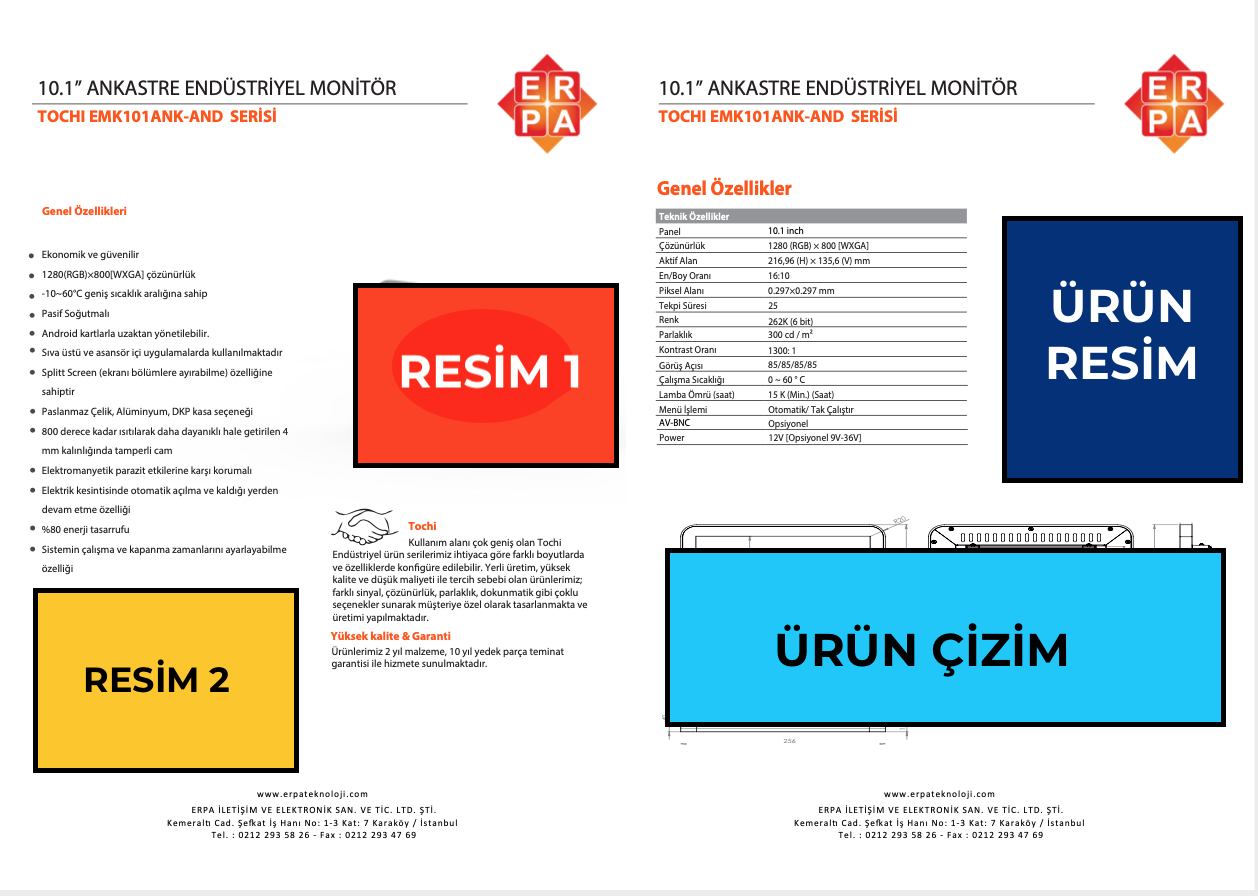 10.1” ANKASTRE ENDÜSTRİYEL MONİTÖR
TOCHI EMK101ANK-AND SERİSİ
ER
PA
Genel Özellikleri
Ekonomik ve güvenilir
1280(RGB)×800[WXGA] çözünürlük
-10~60°C geniş sıcaklık aralığına sahip
Pasif Soğutmalı
Android kartlarla uzaktan yönetilebilir.
Sıva üstü ve asansör içi uygulamalarda kullanılmaktadır
Splitt Screen (ekranı bölümlere ayırabilme) özelliğine
sahiptir
Paslanmaz Çelik, Alüminyum, DKP kasa seçeneği
800 derece kadar ısıtılarak daha dayanıklı hale getirilen 4
mm kalınlığında tamperli cam
Elektromanyetik parazit etkilerine karşı korumalı
Elektrik kesintisinde otomatik açılma ve kaldığı yerden
devam etme özelliği
%80 enerji tasarrufu
Sistemin çalışma ve kapanma zamanlarını ayarlayabilme
özelliği
RESİM 1
RESİM 2
Tochi
Kullanım alanı çok geniş olan Tochi
Endüstriyel ürün serilerimiz ihtiyaca göre farklı boyutlarda
ve özelliklerde konfigüre edilebilir. Yerli üretim, yüksek
kalite ve düşük maliyeti ile tercih sebebi olan ürünlerimiz;
farklı sinyal, çözünürlük, parlaklık, dokunmatik gibi çoklu
seçenekler sunarak müşteriye özel olarak tasarlanmakta ve
üretimi yapılmaktadır.
Yüksek kalite & Garanti
Ürünlerimiz 2 yıl malzeme, 10 yıl yedek parça teminat
garantisi ile hizmete sunulmaktadır.
www.erpateknoloji.com
ERPA İLETİŞİM VE ELEKTRONİK SAN. VE TİC. LTD. ŞTİ.
Kemeraltı Cad. Şefkat İş Hanı No: 1-3 Kat: 7 Karaköy / İstanbul
Tel. : 0212 293 58 26 - Fax : 0212 293 47 69
10.1” ANKASTRE ENDÜSTRİYEL MONİTÖR
TOCHI EMK101ANK-AND SERİSİ
ER
PA
Genel Özellikler
Teknik Özellikler
Panel 10.1 inch
Çözünürlük 1280 (RGB) × 800 [WXGA]
Aktif Alan 216,96 (H) × 135,6 (V) mm
En/Boy Oranı 16:10
Piksel Alanı 0.297×0.297 mm
Tekpi Süresi 25
Renk 262K (6 bit)
Parlaklık 300 cd / m²
Kontrast Oranı 1300: 1
Görüş Açısı 85/85/85/85
Çalışma Sıcaklığı 0 ~ 60 ° C
Lamba Ömrü (saat) 15 K (Min.) (Saat)
Menü İşlemi Otomatik/ Tak Çalıştır
AV-BNC Opsiyonel
Power 12V [Opsiyonel 9V-36V]
ÜRÜN
RESİM
R20
ÜRÜN ÇİZİM
256
www.erpateknoloji.com
ERPA İLETİŞİM VE ELEKTRONİK SAN. VE TİC. LTD. ŞTİ.
Kemeraltı Cad. Şefkat İş Hanı No: 1-3 Kat: 7 Karaköy / İstanbul
Tel. : 0212 293 58 26 - Fax : 0212 293 47 69